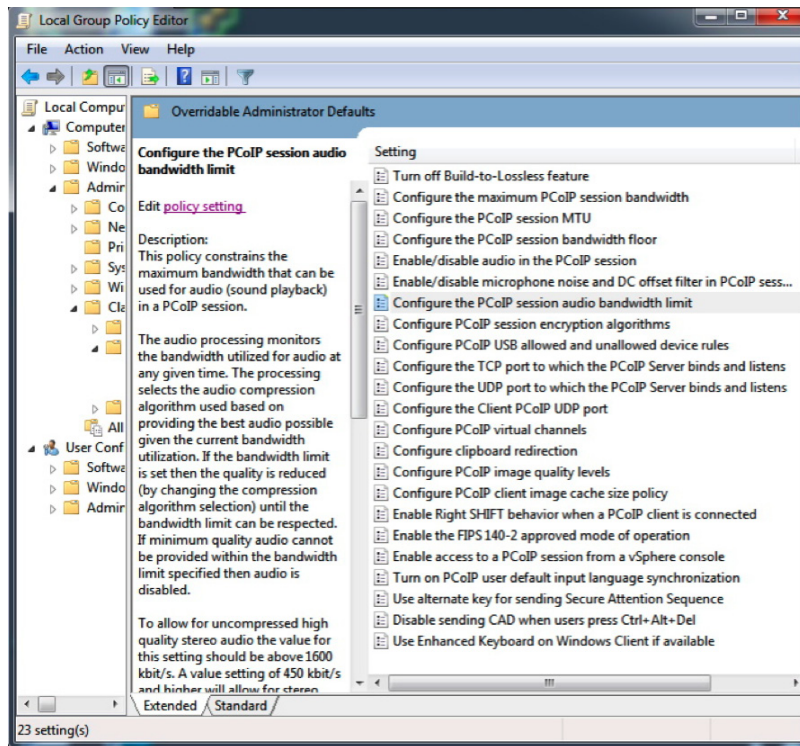 Local Group Policy Editor
File Action View Help
Local Compu
Computer
Softwa
Windo
Admin
Co
Ne
Pri
Sys
Wi
Cla
All
User Conf
Softwa
Windo
Admin
Overridable Administrator Defaults
Configure the PCoIP session audio
bandwidth limit
Edit policy setting
Description:
This policy constrains the
maximum bandwidth that can be
used for audio (sound playback)
in a PCoIP session.
The audio processing monitors
the bandwidth utilized for audio at
any given time. The processing
selects the audio compression
algorithm used based on
providing the best audio possible
given the current bandwidth
utilization. If the bandwidth limit
is set then the quality is reduced
(by changing the compression
algorithm selection) until the
bandwidth limit can be respected.
If minimum quality audio cannot
be provided within the bandwidth
limit specified then audio is
disabled.
To allow for uncompressed high
quality stereo audio the value for
this setting should be above 1600
kbit/s. A value setting of 450 kbit/s
and higher will allow for stereo
Setting
Turn off Build-to-Lossless feature
Configure the maximum PCoIP session bandwidth
Configure the PCoIP session MTU
Configure the PCoIP session bandwidth floor
Enable/disable audio in the PCoIP session
Enable/disable microphone noise and DC offset filter in PCoIP sess...
Configure the PCoIP session audio bandwidth limit
Configure PCoIP session encryption algorithms
Configure PCoIP USB allowed and unallowed device rules
Configure the TCP port to which the PCoIP Server binds and listens
Configure the UDP port to which the PCoIP Server binds and listens
Configure the Client PCoIP UDP port
Configure PCoIP virtual channels
Configure clipboard redirection
Configure PCoIP image quality levels
Configure PCoIP client image cache size policy
Enable Right SHIFT behavior when a PCoIP client is connected
Enable the FIPS 140-2 approved mode of operation
Enable access to a PCoIP session from a vSphere console
Turn on PCoIP user default input language synchronization
Use alternate key for sending Secure Attention Sequence
Disable sending CAD when users press Ctrl+Alt+Del
Use Enhanced Keyboard on Windows Client if available
Extended Standard
23 setting(s)